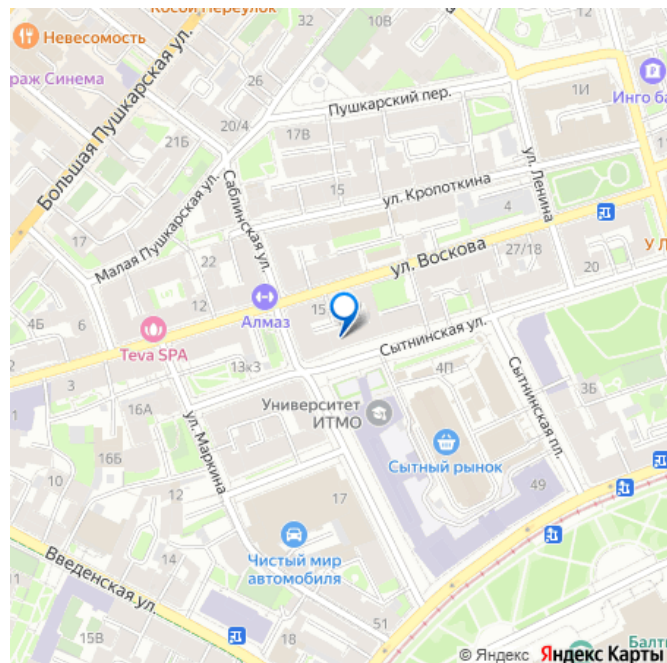 Косой Переулок
10В
Невесомость
Большая Пушкарская ул.
раж Синема
26
Пушкарский пер.
1И
Инго ба
20/4
17В
21Б
ул. Ленина
15
ул. Кропоткина
Саблинская ул.
Малая Пушкарская ул.
17
4
22
ул. Воскова
27/18
У Л
20
12
15
4Б
6
Алмаз
Teva SPA
Сытнинская ул.
13к3
4П
3
1
16А
Университет
ИТМО
Сытнинская пл.
3Б
16Б
ул. Маркина
Сытный рынок
12
17
49
Чистый мир
автомобиля
14
Введенская ул.
15В
18
51
Балт
© Яндекс Яндекс Карты